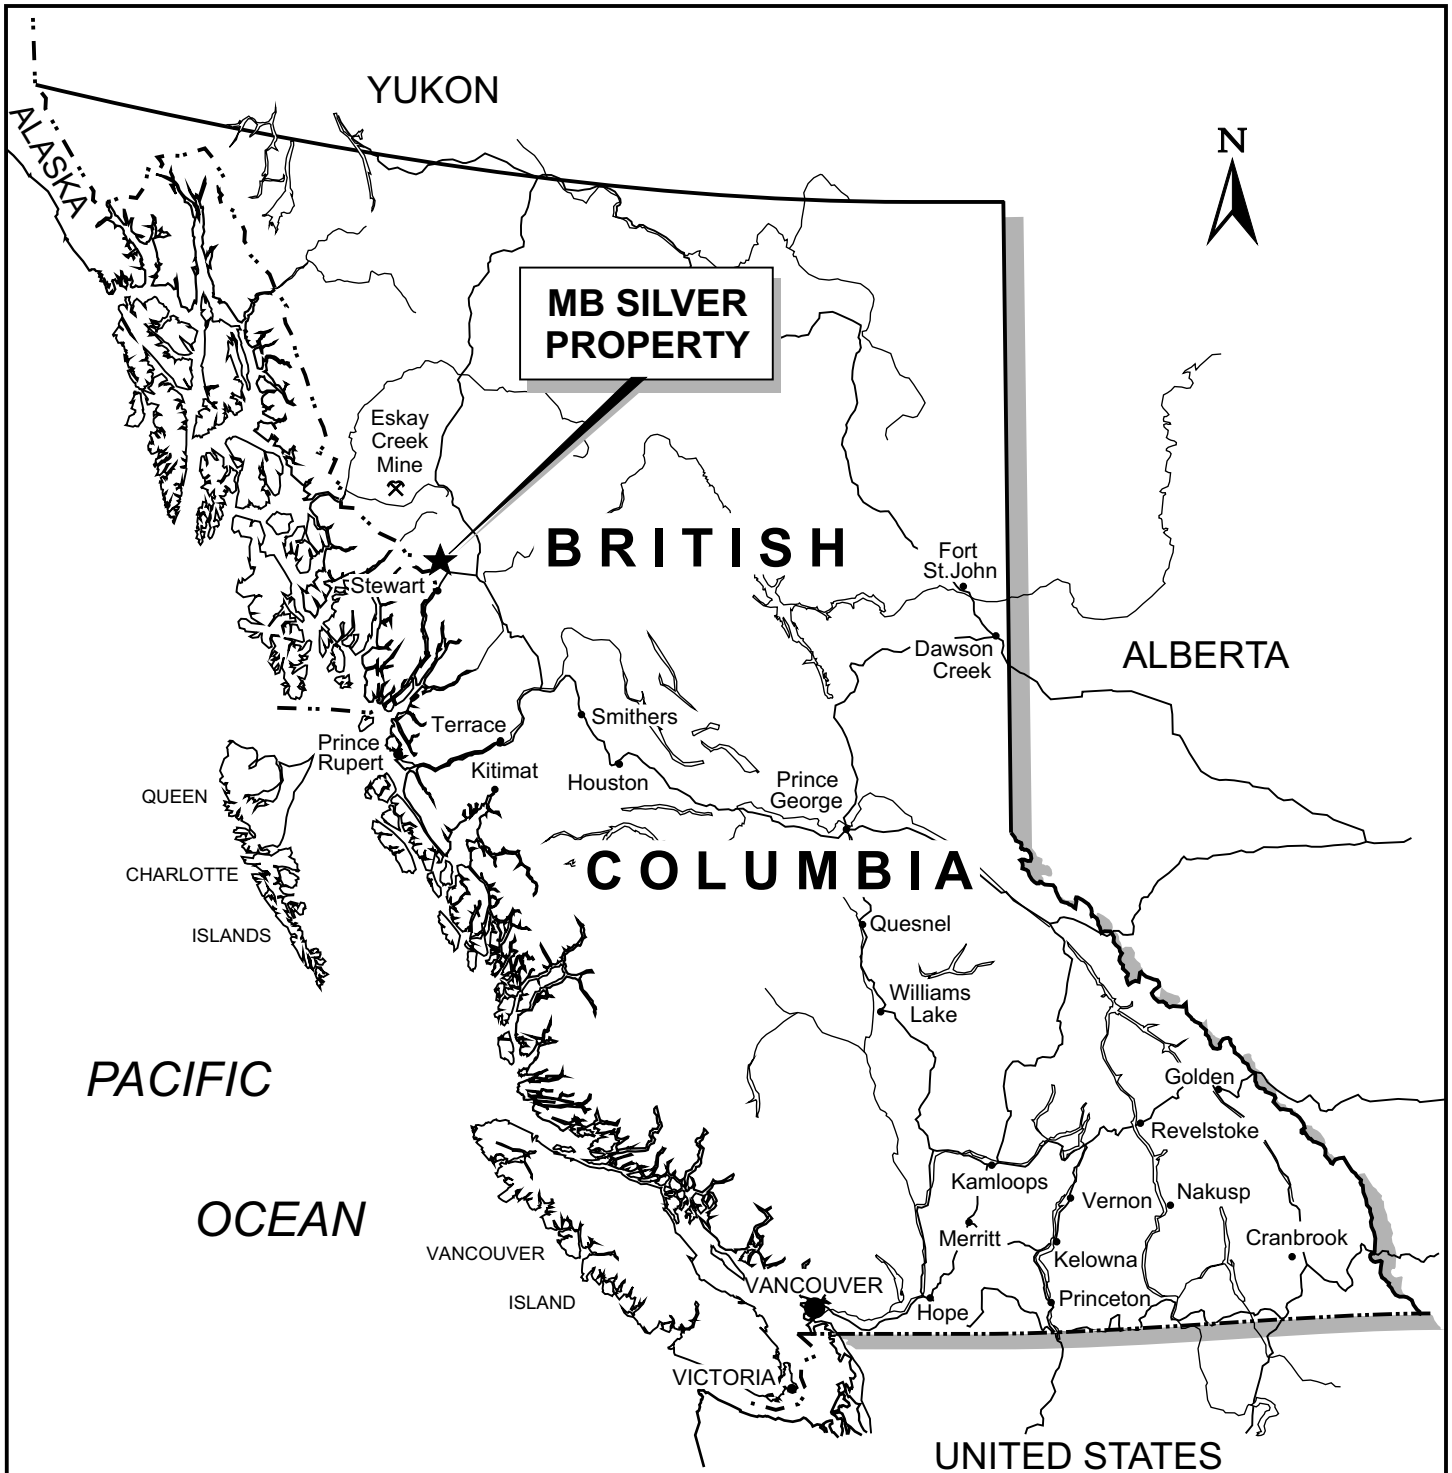 YUKON
ALASKA
N
MB SILVER
PROPERTY
Eskay
Creek
Mine
BRITISH
Fort
St.John
Stewart
Dawson
Creek
ALBERTA
Smithers
Terrace
Prince
Rupert
Kitimat
Houston
Prince
George
QUEEN
CHARLOTTE
ISLANDS
COLUMBIA
Quesnel
Williams
Lake
PACIFIC
OCEAN
Golden
Revelstoke
Kamloops
Vernon
Nakusp
Merritt
Cranbrook
Kelowna
VANCOUVER
ISLAND
VANCOUVER
Hope
Princeton
VICTORIA
UNITED STATES